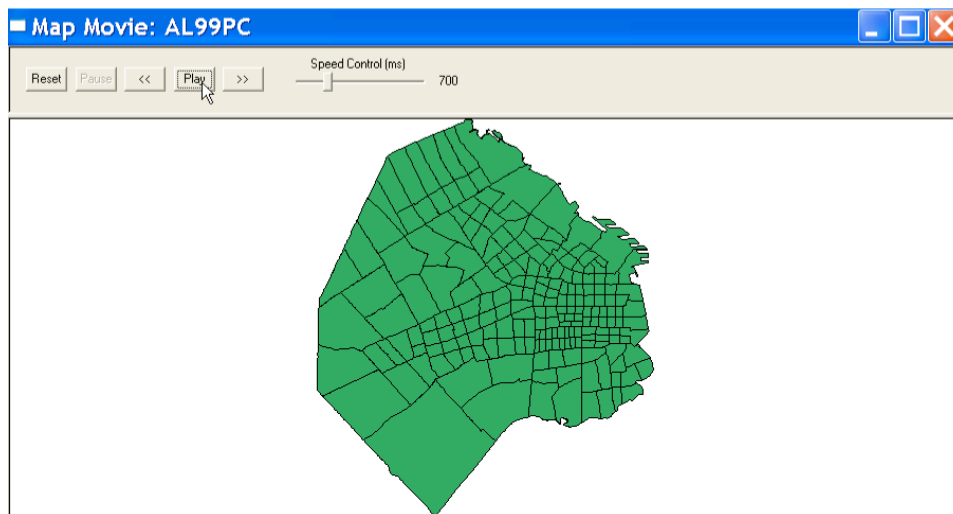 Map Movie: AL99PC
Speed Control (ms)
Reset Pause << Play >> 700